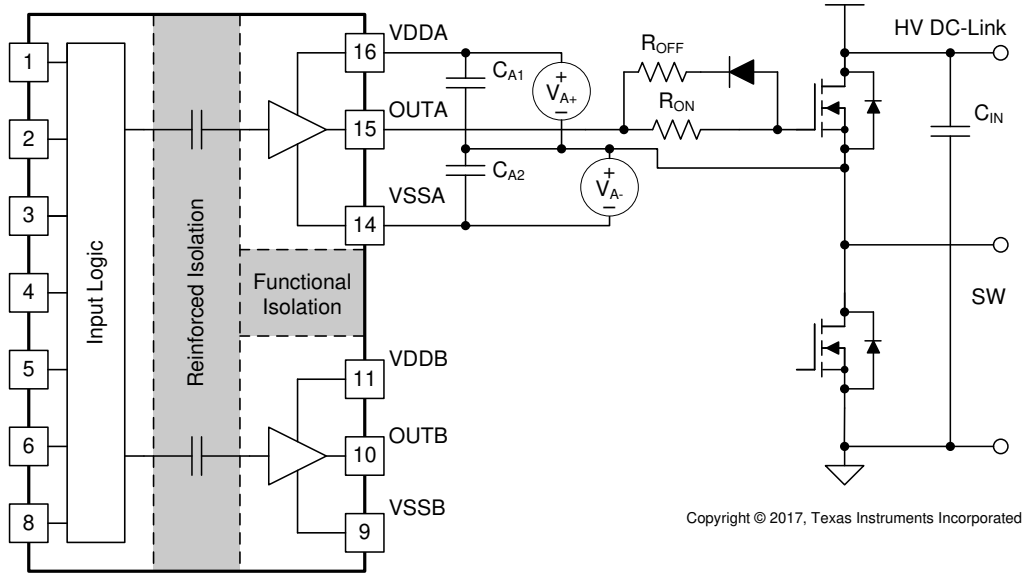 1
2
3
4
5
6
8
Input Logic
Reinforced Isolation
Functional
Isolation
16
15
14
11
10
9
VDDA
OUTA
VSSA
VDDB
OUTB
VSSB
CA1
CA2
+
VA+
−
+
VA-
−
ROFF
RON
HV DC-Link
CIN
SW
Copyright © 2017, Texas Instruments Incorporated